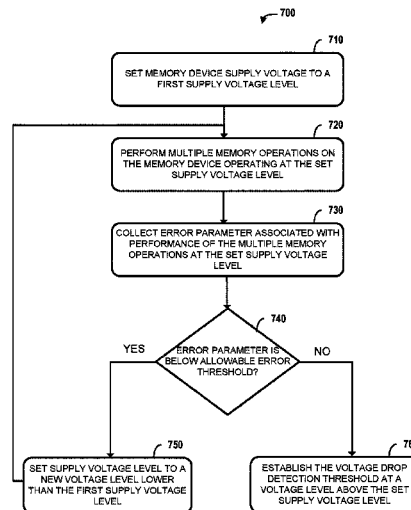 700
710
SET MEMORY DEVICE SUPPLY VOLTAGE TO A
FIRST SUPPLY VOLTAGE LEVEL
720
PERFORM MULTIPLE MEMORY OPERATIONS ON
THE MEMORY DEVICE OPERATING AT THE SET
SUPPLY VOLTAGE LEVEL
730
COLLECT ERROR PARAMETER ASSOCIATED WITH
PERFORMANCE OF THE MULTIPLE MEMORY
OPERATIONS AT THE SET SUPPLY VOLTAGE
LEVEL
740
YES
ERROR PARAMETER IS
BELOW ALLOWABLE ERROR
THRESHOLD?
NO
750
SET SUPPLY VOLTAGE LEVEL TO A
NEW VOLTAGE LEVEL LOWER
THAN THE FIRST SUPPLY VOLTAGE
LEVEL
ESTABLISH THE VOLTAGE DROP
DETECTION THRESHOLD AT A
VOLTAGE LEVEL ABOVE THE SET
SUPPLY VOLTAGE LEVEL